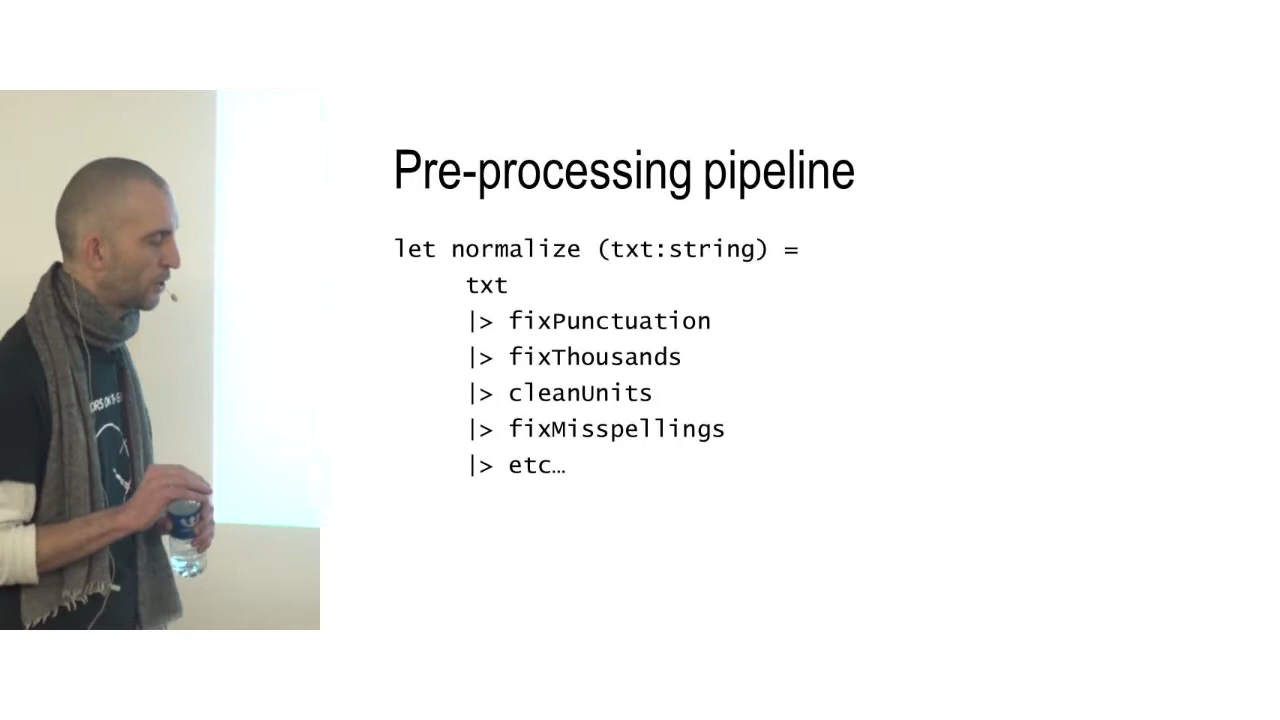 Pre-processing pipeline
let normalize (txt:string) =
txt
|> fixPunctuation
|> fixThousands
|> cleanUnits
|> fixMisspellings
|> etc…